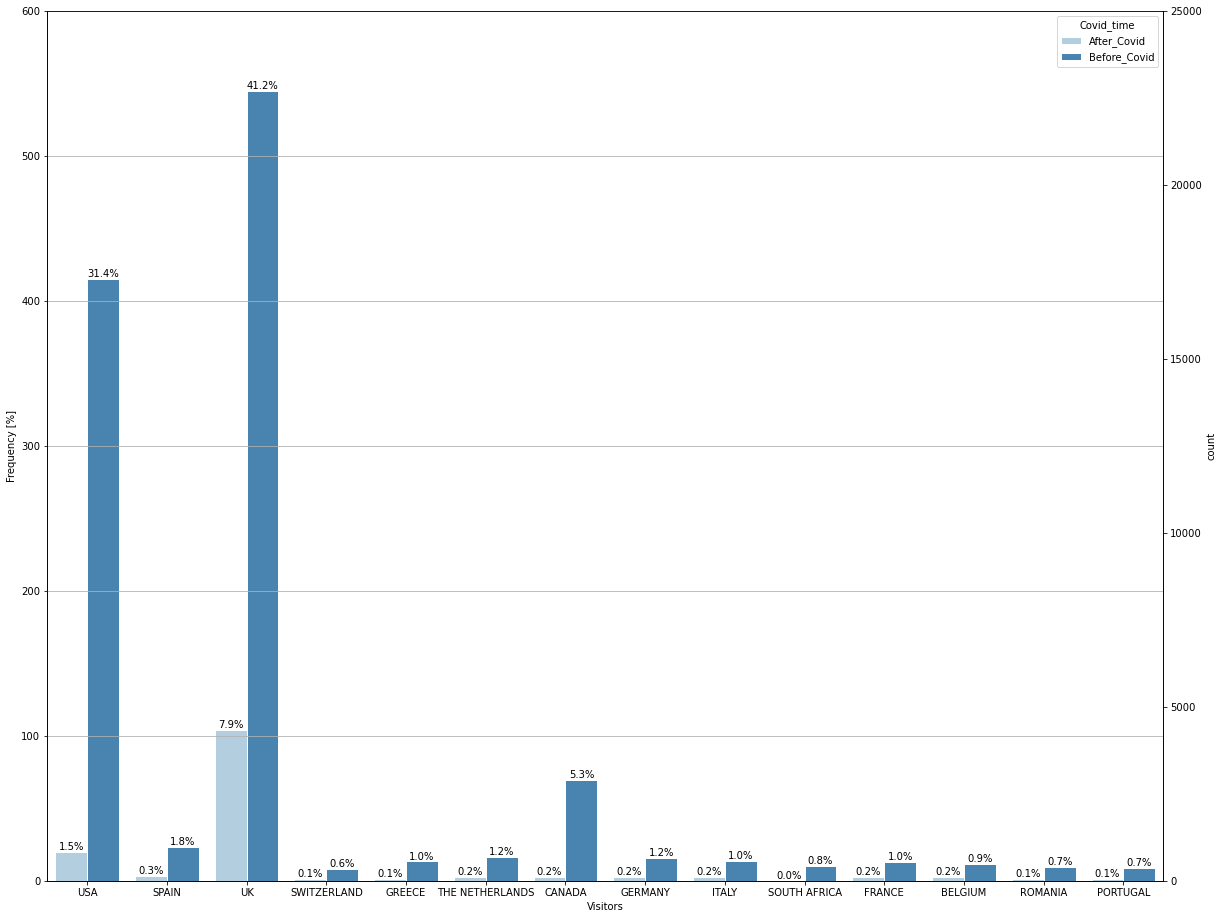 600
500
400
300
200
100
0
Frequency [%]
25000
20000
15000
10000
5000
0
count
Covid_time
After_Covid
Before_Covid
1.5%
31.4%
0.3%
1.8%
7.9%
41.2%
0.1%
0.6%
0.1%
1.0%
0.2%
1.2%
0.2%
5.3%
0.2%
1.2%
0.2%
1.0%
0.0%
0.8%
0.2%
1.0%
0.2%
0.9%
0.1%
0.7%
0.1%
0.7%
USA
SPAIN
UK
SWITZERLAND
GREECE
THE NETHERLANDS
CANADA
GERMANY
ITALY
SOUTH AFRICA
FRANCE
BELGIUM
ROMANIA
PORTUGAL
Visitors